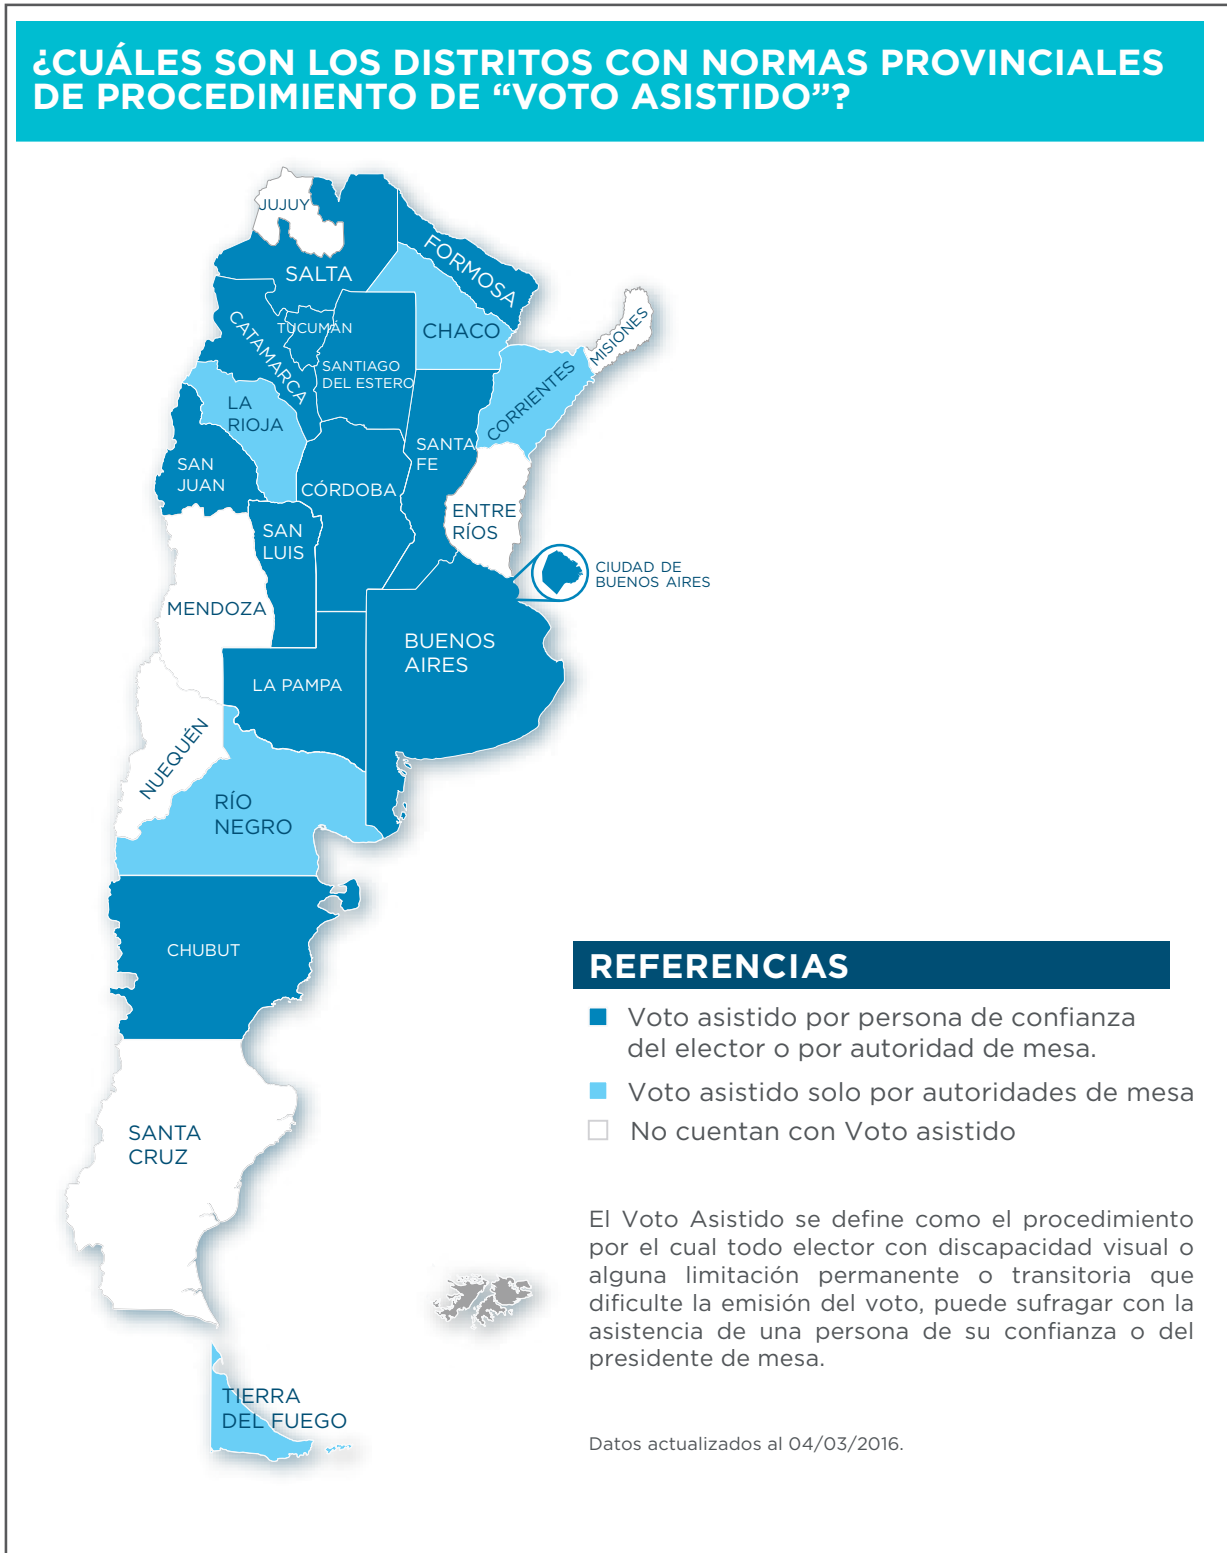 ¿CUÁLES SON LOS DISTRITOS CON NORMAS PROVINCIALES
DE PROCEDIMIENTO DE “VOTO ASISTIDO”?
JUJUY
SALTA
FORMOSA
CATAMARCA
TUCUMÁN
CHACO
MISIONES
SANTIAGO
DEL ESTERO
CORRIENTES
LA
RIOJA
SANTA
FE
SAN
JUAN
CÓRDOBA
ENTRE
RÍOS
SAN
LUIS
CIUDAD DE
BUENOS AIRES
MENDOZA
BUENOS
AIRES
LA PAMPA
NUEQUÉN
RÍO
NEGRO
CHUBUT
SANTA
CRUZ
TIERRA
DEL FUEGO
REFERENCIAS
Voto asistido por persona de confianza
del elector o por autoridad de mesa.
Voto asistido solo por autoridades de mesa
No cuentan con Voto asistido
El Voto Asistido se define como el procedimiento
por el cual todo elector con discapacidad visual o
alguna limitación permanente o transitoria que
dificulte la emisión del voto, puede sufragar con la
asistencia de una persona de su confianza o del
presidente de mesa.
Datos actualizados al 04/03/2016.